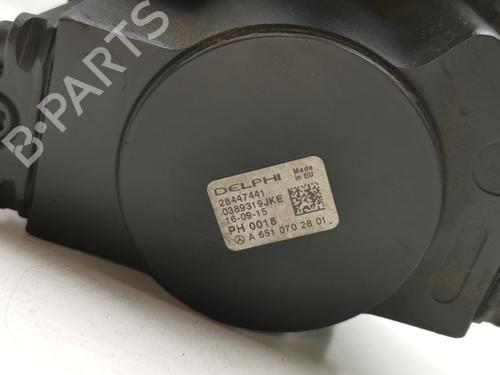 B·PARTS
DELPHI
Made
in EU
28447441
0389319JKE
16-09-15
PH 0018
A 651 070 28 01